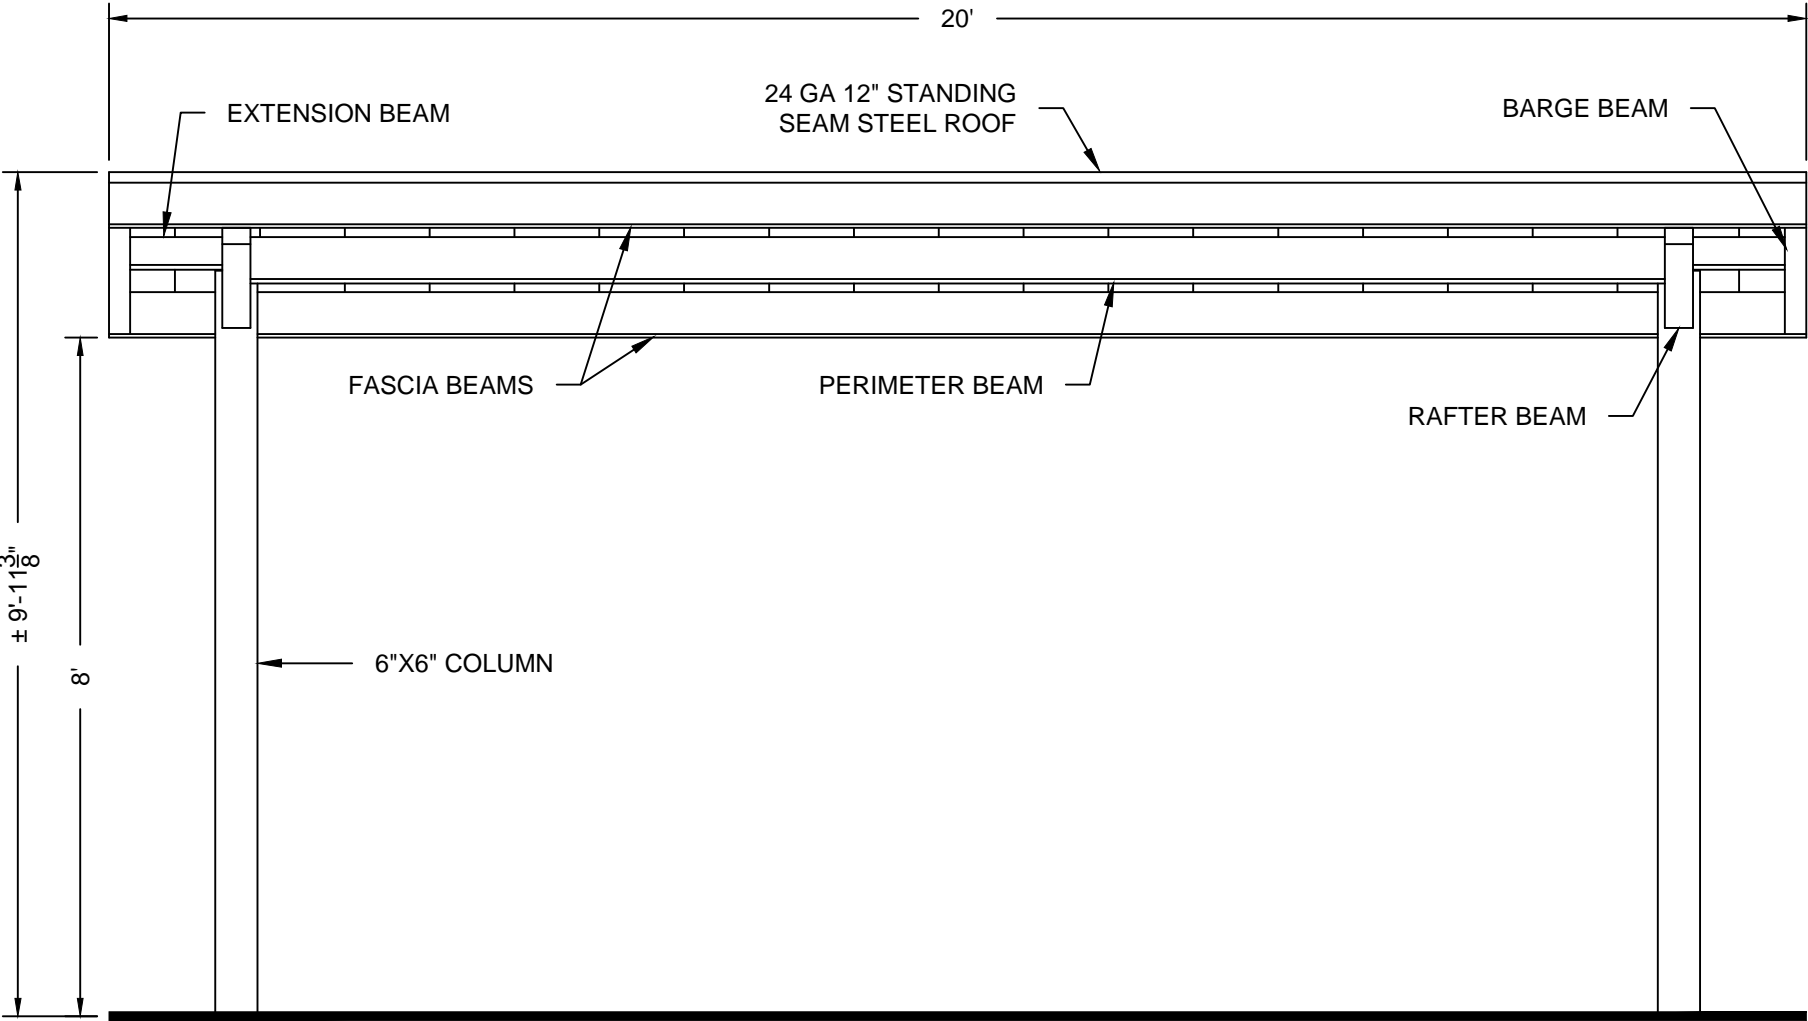 20'
EXTENSION BEAM
24 GA 12" STANDING
SEAM STEEL ROOF
BARGE BEAM
FASCIA BEAMS
PERIMETER BEAM
RAFTER BEAM
± 9'-11 3/8"
8'
6"X6" COLUMN